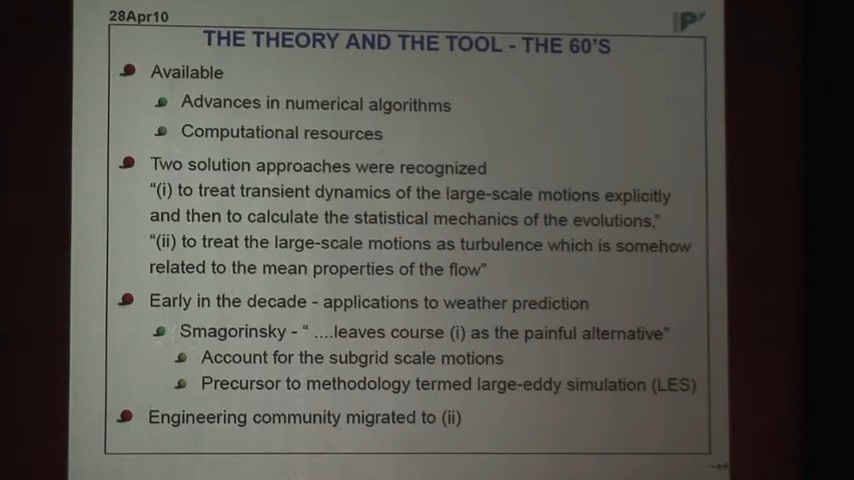 28Apr10
THE THEORY AND THE TOOL - THE 60'S
Available
Advances in numerical algorithms
Computational resources
Two solution approaches were recognized
"(i) to treat transient dynamics of the large-scale motions explicitly
and then to calculate the statistical mechanics of the evolutions,"
"(ii) to treat the large-scale motions as turbulence which is somehow
related to the mean properties of the flow"
Early in the decade - applications to weather prediction
Smagorinsky - " ....leaves course (i) as the painful alternative"
Account for the subgrid scale motions
Precursor to methodology termed large-eddy simulation (LES)
Engineering community migrated to (ii)